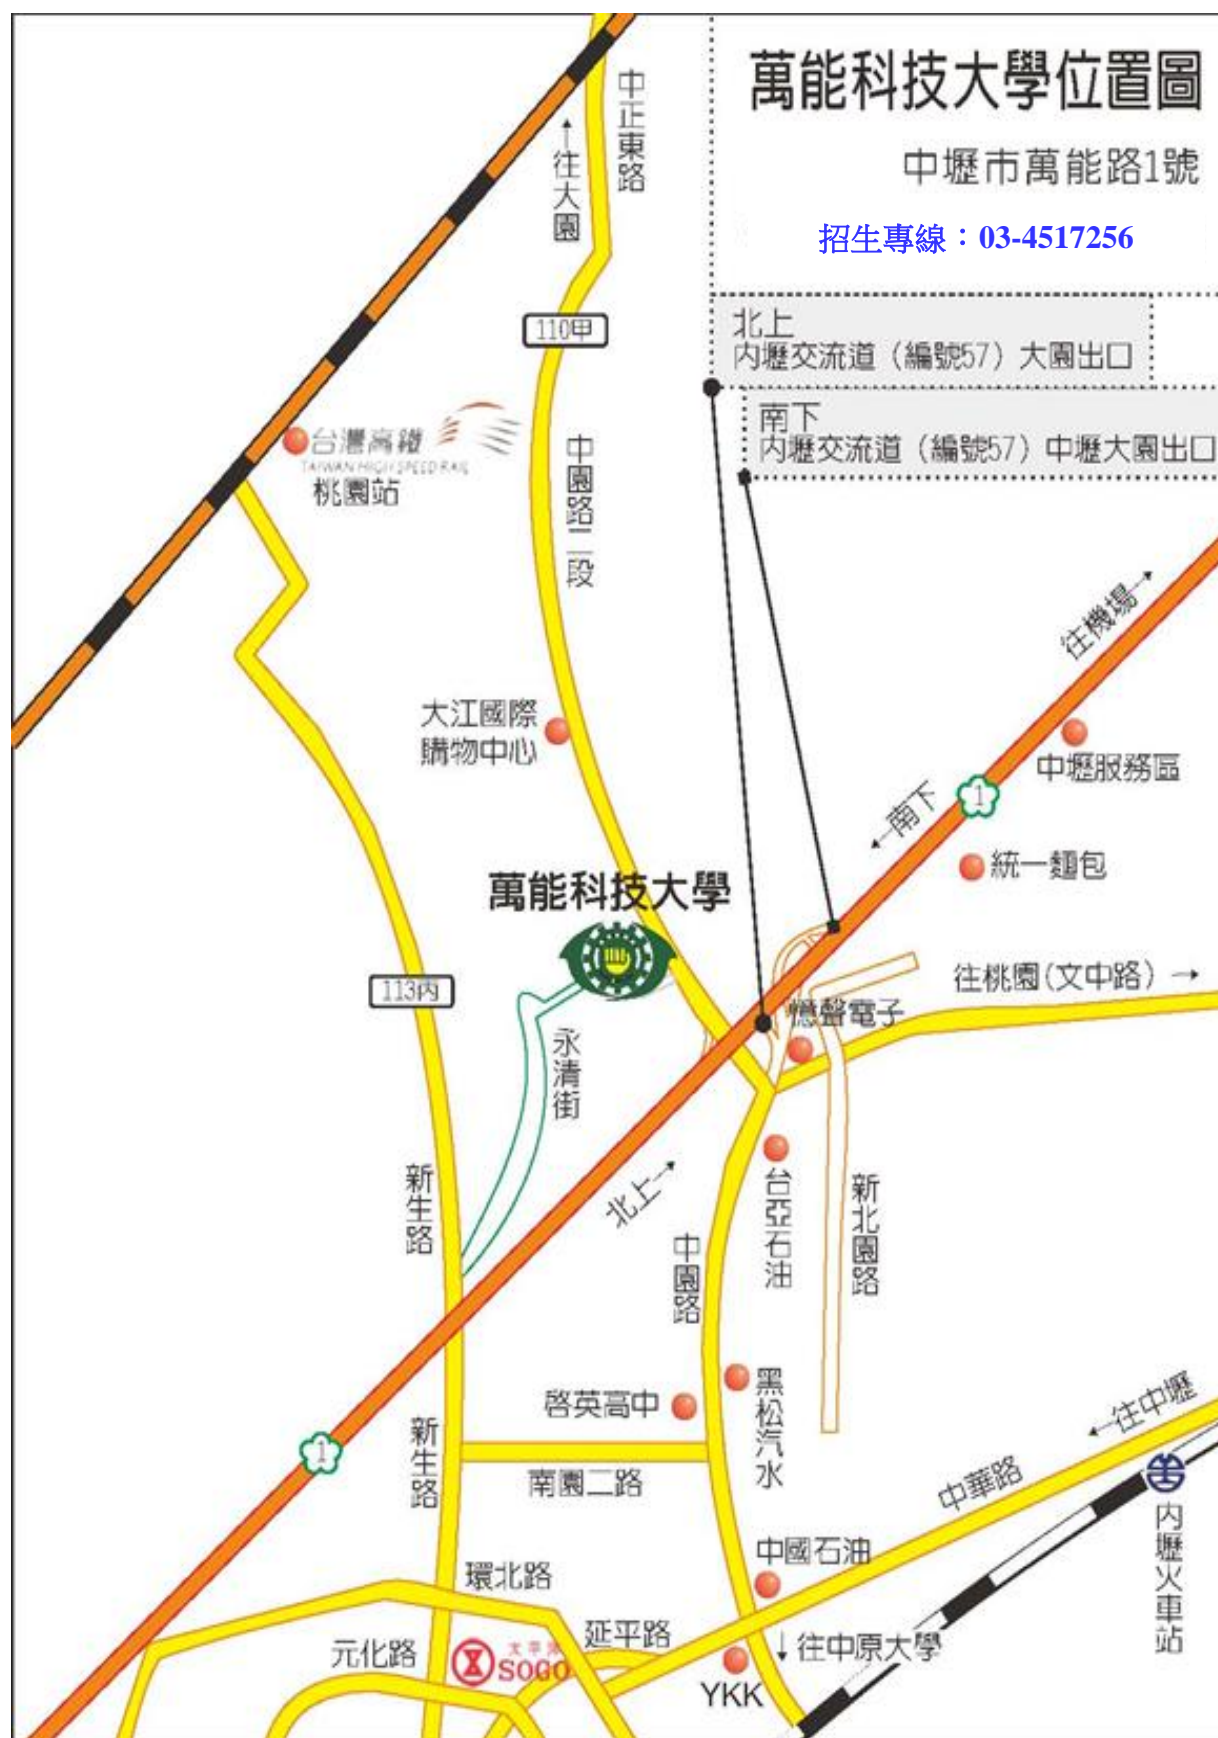 萬能科技大學位置圖
中壢市萬能路1號
招生專線：03-4517256
中正東路
←往大園
110甲
北上
內壢交流道（編號57）大園出口
南下
內壢交流道（編號57）中壢大園出口
台灣高鐵
TAIWAN HIGH SPEED RAIL
桃園站
中園路二段
往機場→
大江國際
購物中心
中壢服務區
1
←南下
統一麵包
萬能科技大學
113內
往桃園(文中路)→
憶聲電子
永清街
新生路
北上→
台亞石油
新北園路
中園路
黑松汽水
啓英高中
新生路
1
南園二路
←往中壢
中華路
內壢火車站
中國石油
環北路
延平路
元化路
太平洋
SOGO
↓往中原大學
YKK